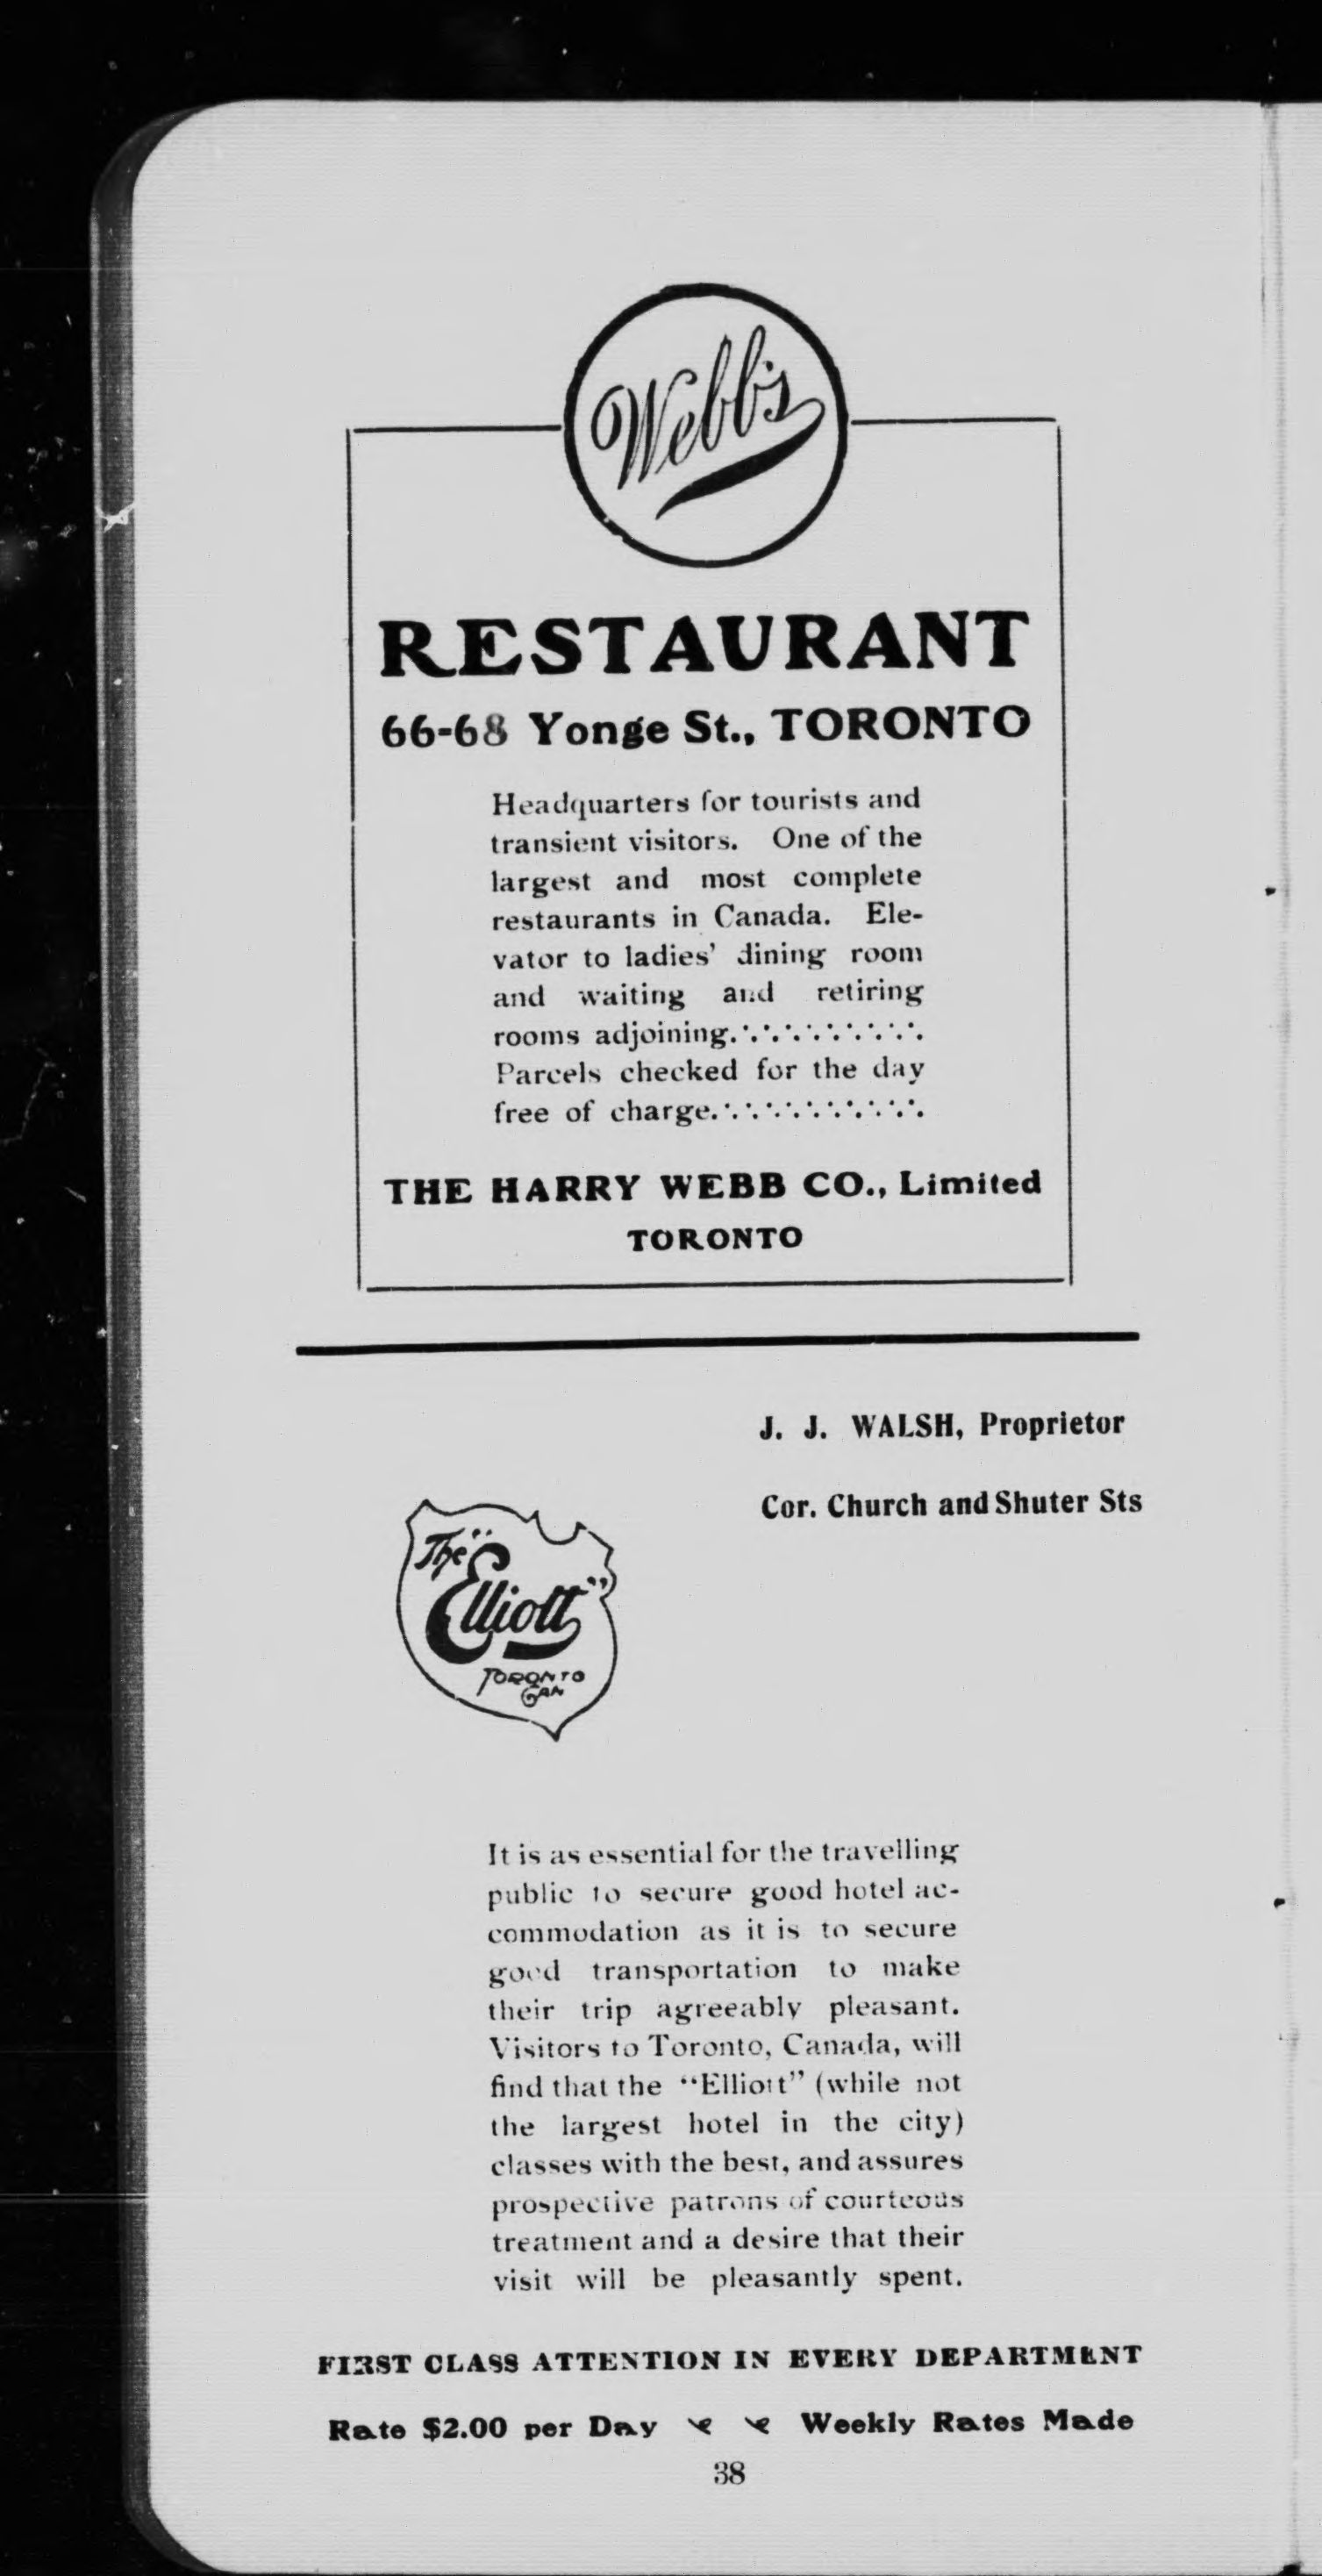 Webb's
RESTAURANT
66-68 Yonge St., TORONTO
Headquarters for tourists and
transient visitors. One of the
largest and most complete
restaurants in Canada. Ele-
vator to ladies' dining room
and waiting and retiring
rooms adjoining.
Parcels checked for the day
free of charge.
THE HARRY WEBB CO., Limited
TORONTO
J. J. WALSH, Proprietor
Cor. Church and Shuter Sts
The "Elliott"
TORONTO
CAN
It is as essential for the travelling
public to secure good hotel ac-
commodation as it is to secure
good transportation to make
their trip agreeably pleasant.
Visitors to Toronto, Canada, will
find that the "Elliott" (while not
the largest hotel in the city)
classes with the best, and assures
prospective patrons of courteous
treatment and a desire that their
visit will be pleasantly spent.
FIRST CLASS ATTENTION IN EVERY DEPARTMENT
Rate $2.00 per Day Weekly Rates Made
38